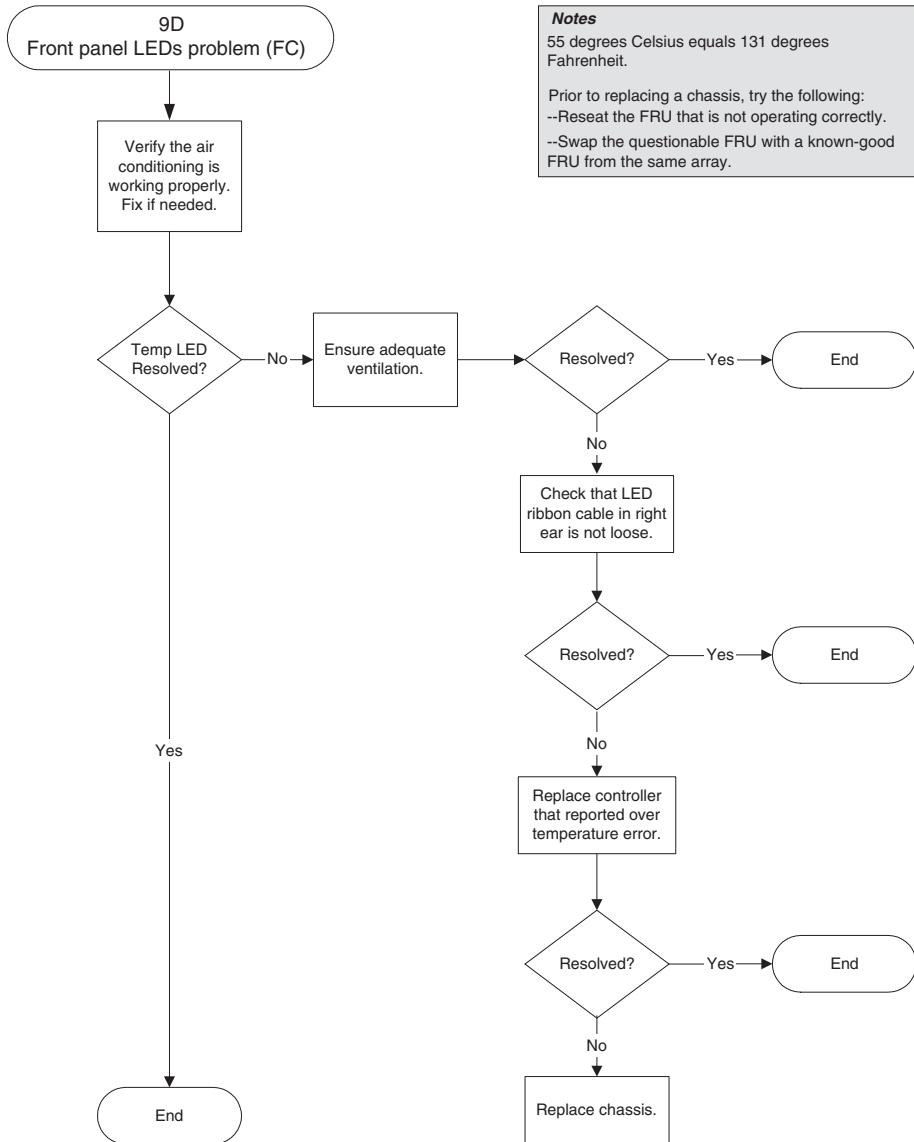 9D
Front panel LEDs problem (FC)
Notes
55 degrees Celsius equals 131 degrees
Fahrenheit.
Prior to replacing a chassis, try the following:
--Reseat the FRU that is not operating correctly.
--Swap the questionable FRU with a known-good
FRU from the same array.
Verify the air
conditioning is
working properly.
Fix if needed.
Temp LED
Resolved?
No
Ensure adequate
ventilation.
Resolved?
Yes
End
No
Check that LED
ribbon cable in right
ear is not loose.
Resolved?
Yes
End
No
Yes
Replace controller
that reported over
temperature error.
Resolved?
Yes
End
No
End
Replace chassis.